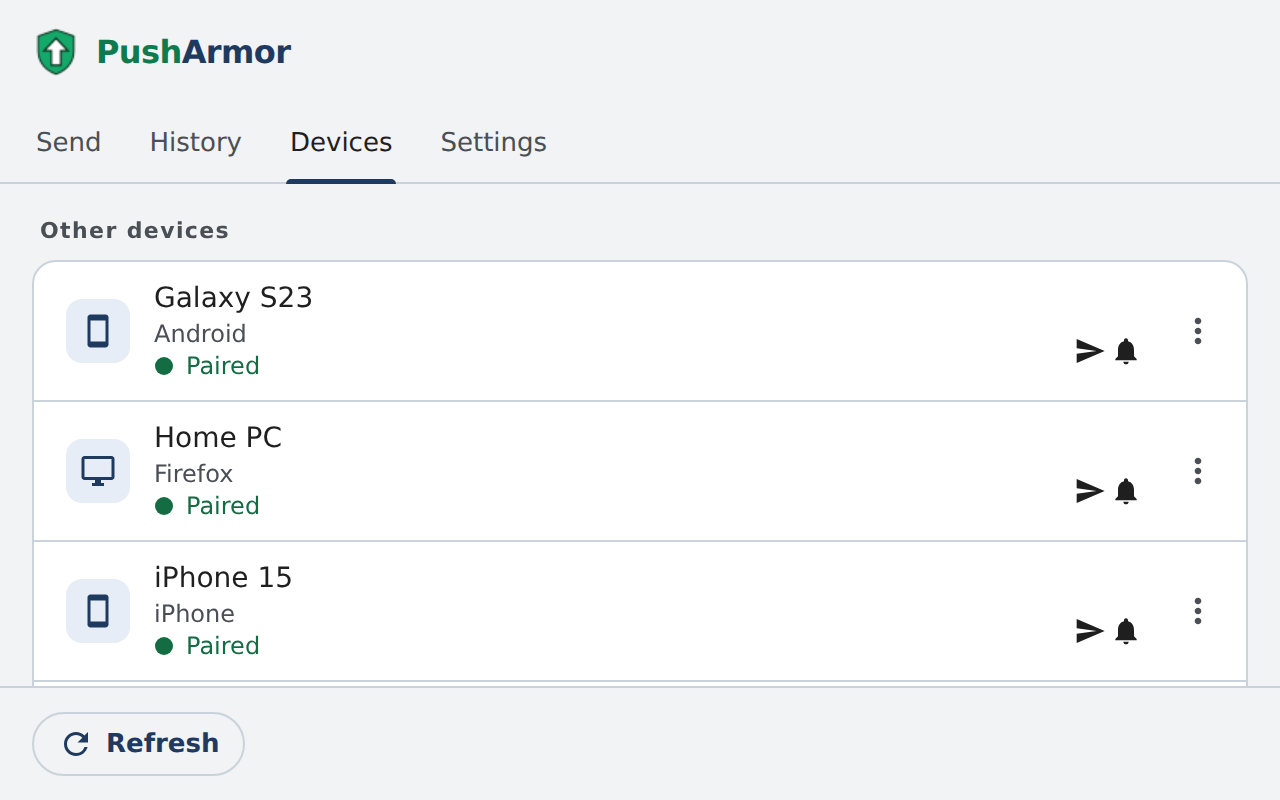 PushArmor
Send History Devices Settings
Other devices
Galaxy S23
Android
Paired
Home PC
Firefox
Paired
iPhone 15
iPhone
Paired
Refresh